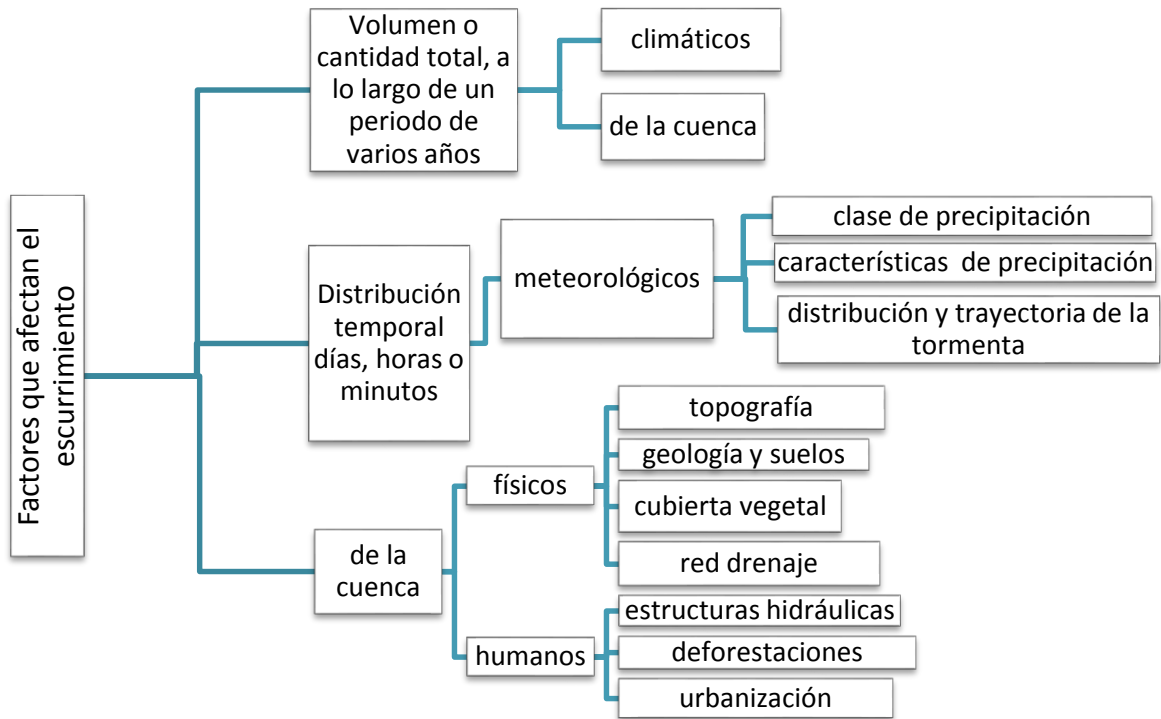 Factores que afectan el
escurrimiento
Volumen o
cantidad total, a
lo largo de un
periodo de
varios años
climáticos
de la cuenca
Distribución
temporal
días, horas o
minutos
meteorológicos
clase de precipitación
características de precipitación
distribución y trayectoria de la
tormenta
de la
cuenca
físicos
topografía
geología y suelos
cubierta vegetal
red drenaje
humanos
estructuras hidráulicas
deforestaciones
urbanización